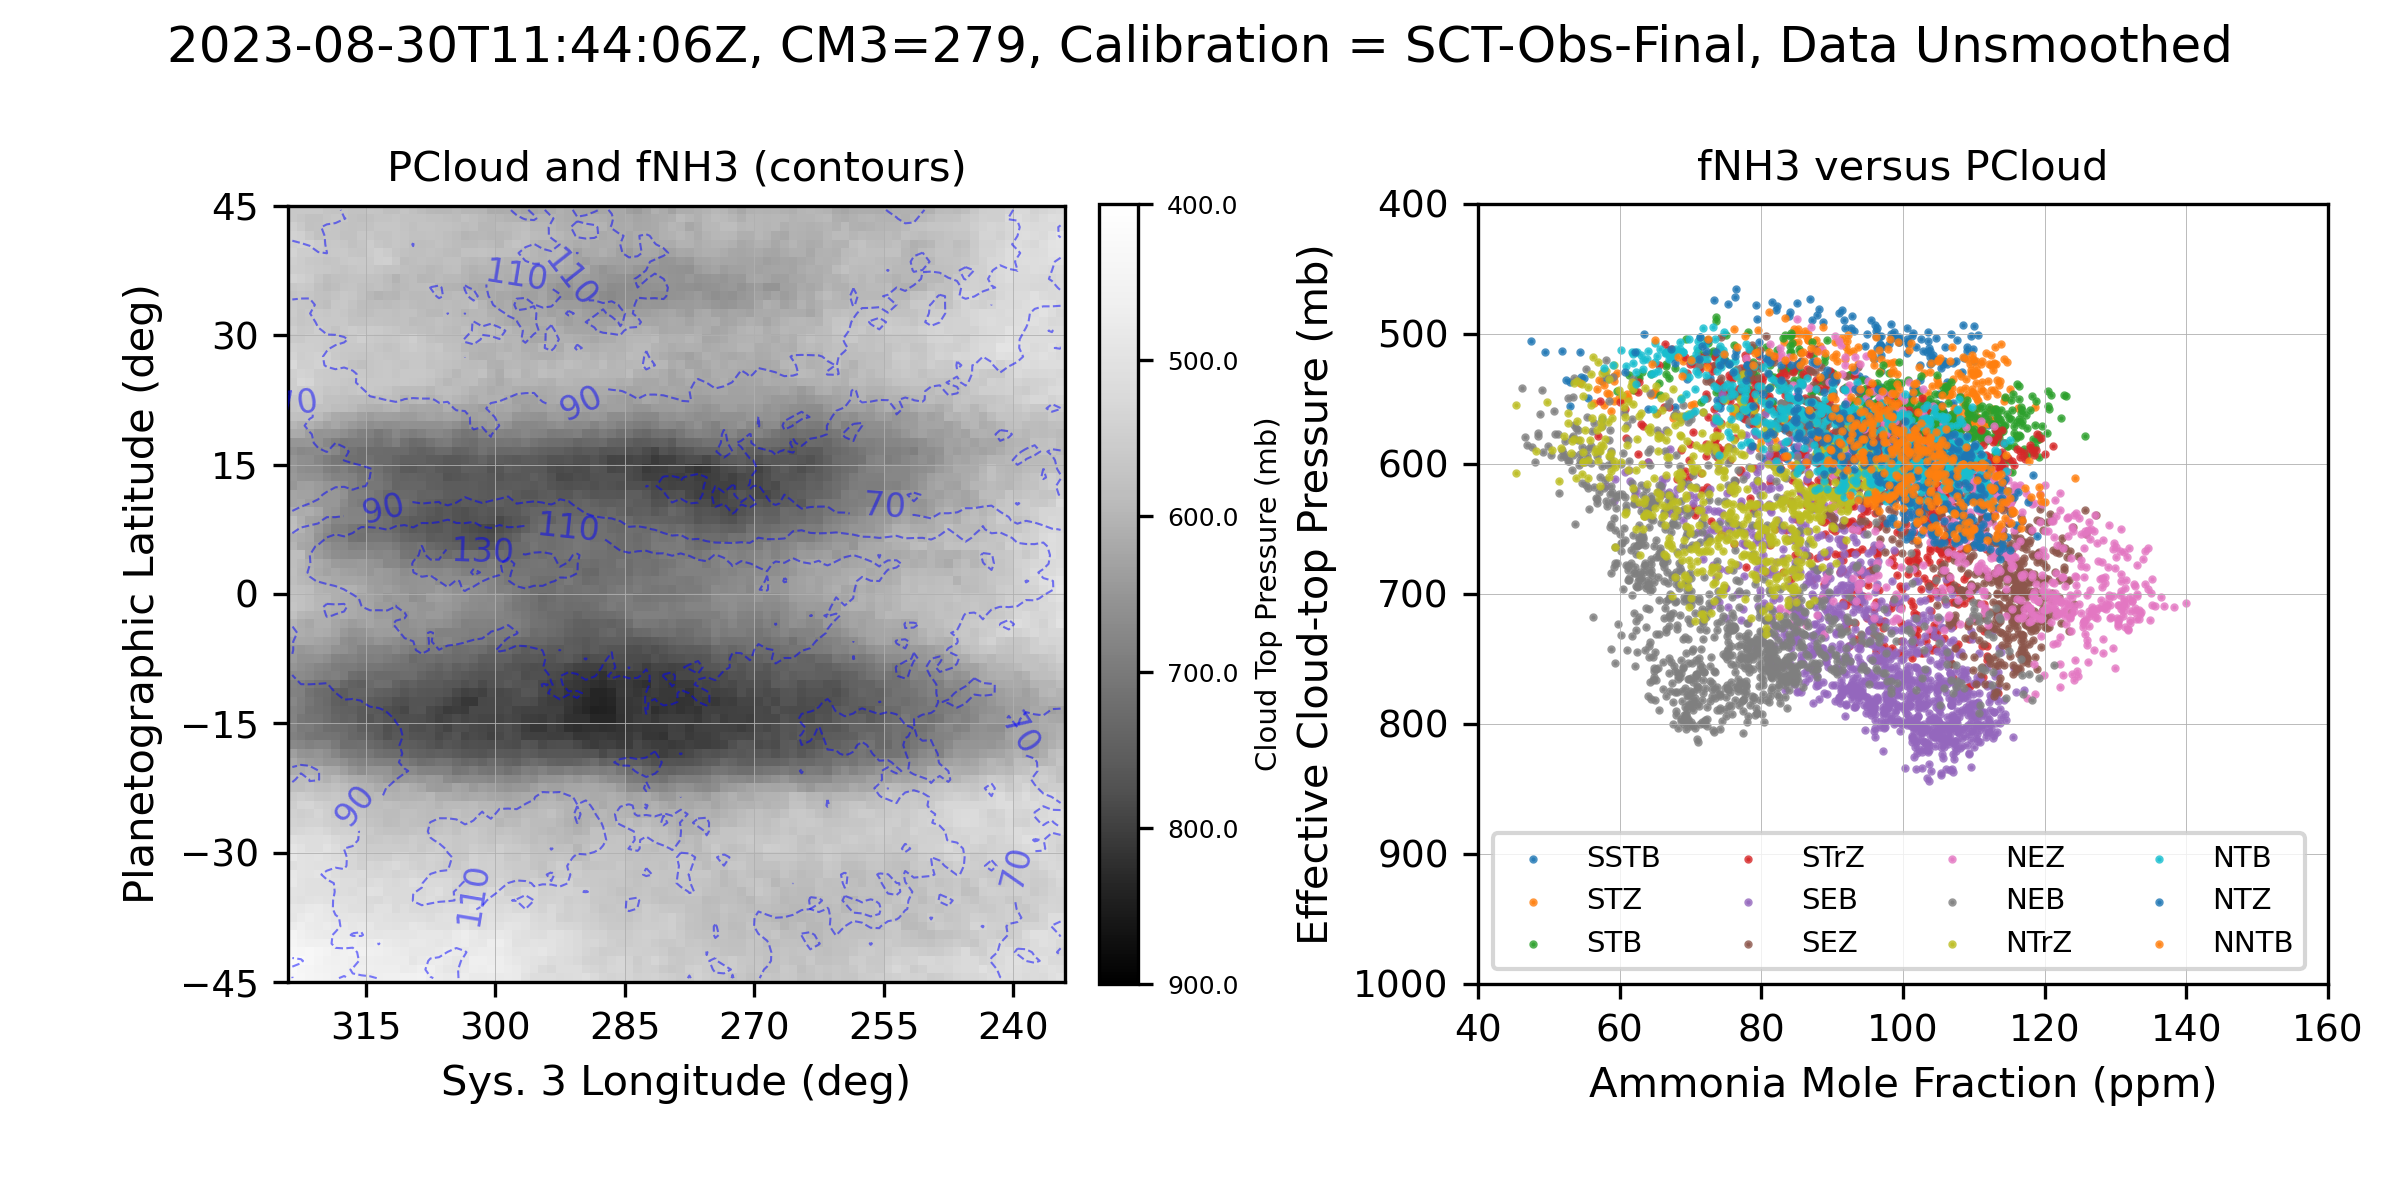 2023-08-30T11:44:06Z, CM3=279, Calibration = SCT-Obs-Final, Data Unsmoothed
PCloud and fNH3 (contours)
Planetographic Latitude (deg)
45
30
15
0
−15
−30
−45
315
300
285
270
255
240
Sys. 3 Longitude (deg)
110
110
70
90
90
110
70
130
70
90
110
70
400.0
500.0
600.0
700.0
800.0
900.0
Cloud Top Pressure (mb)
fNH3 versus PCloud
Effective Cloud-top Pressure (mb)
400
500
600
700
800
900
1000
40
60
80
100
120
140
160
Ammonia Mole Fraction (ppm)
SSTB
STZ
STB
STrZ
SEB
SEZ
NEZ
NEB
NTrZ
NTB
NTZ
NNTB